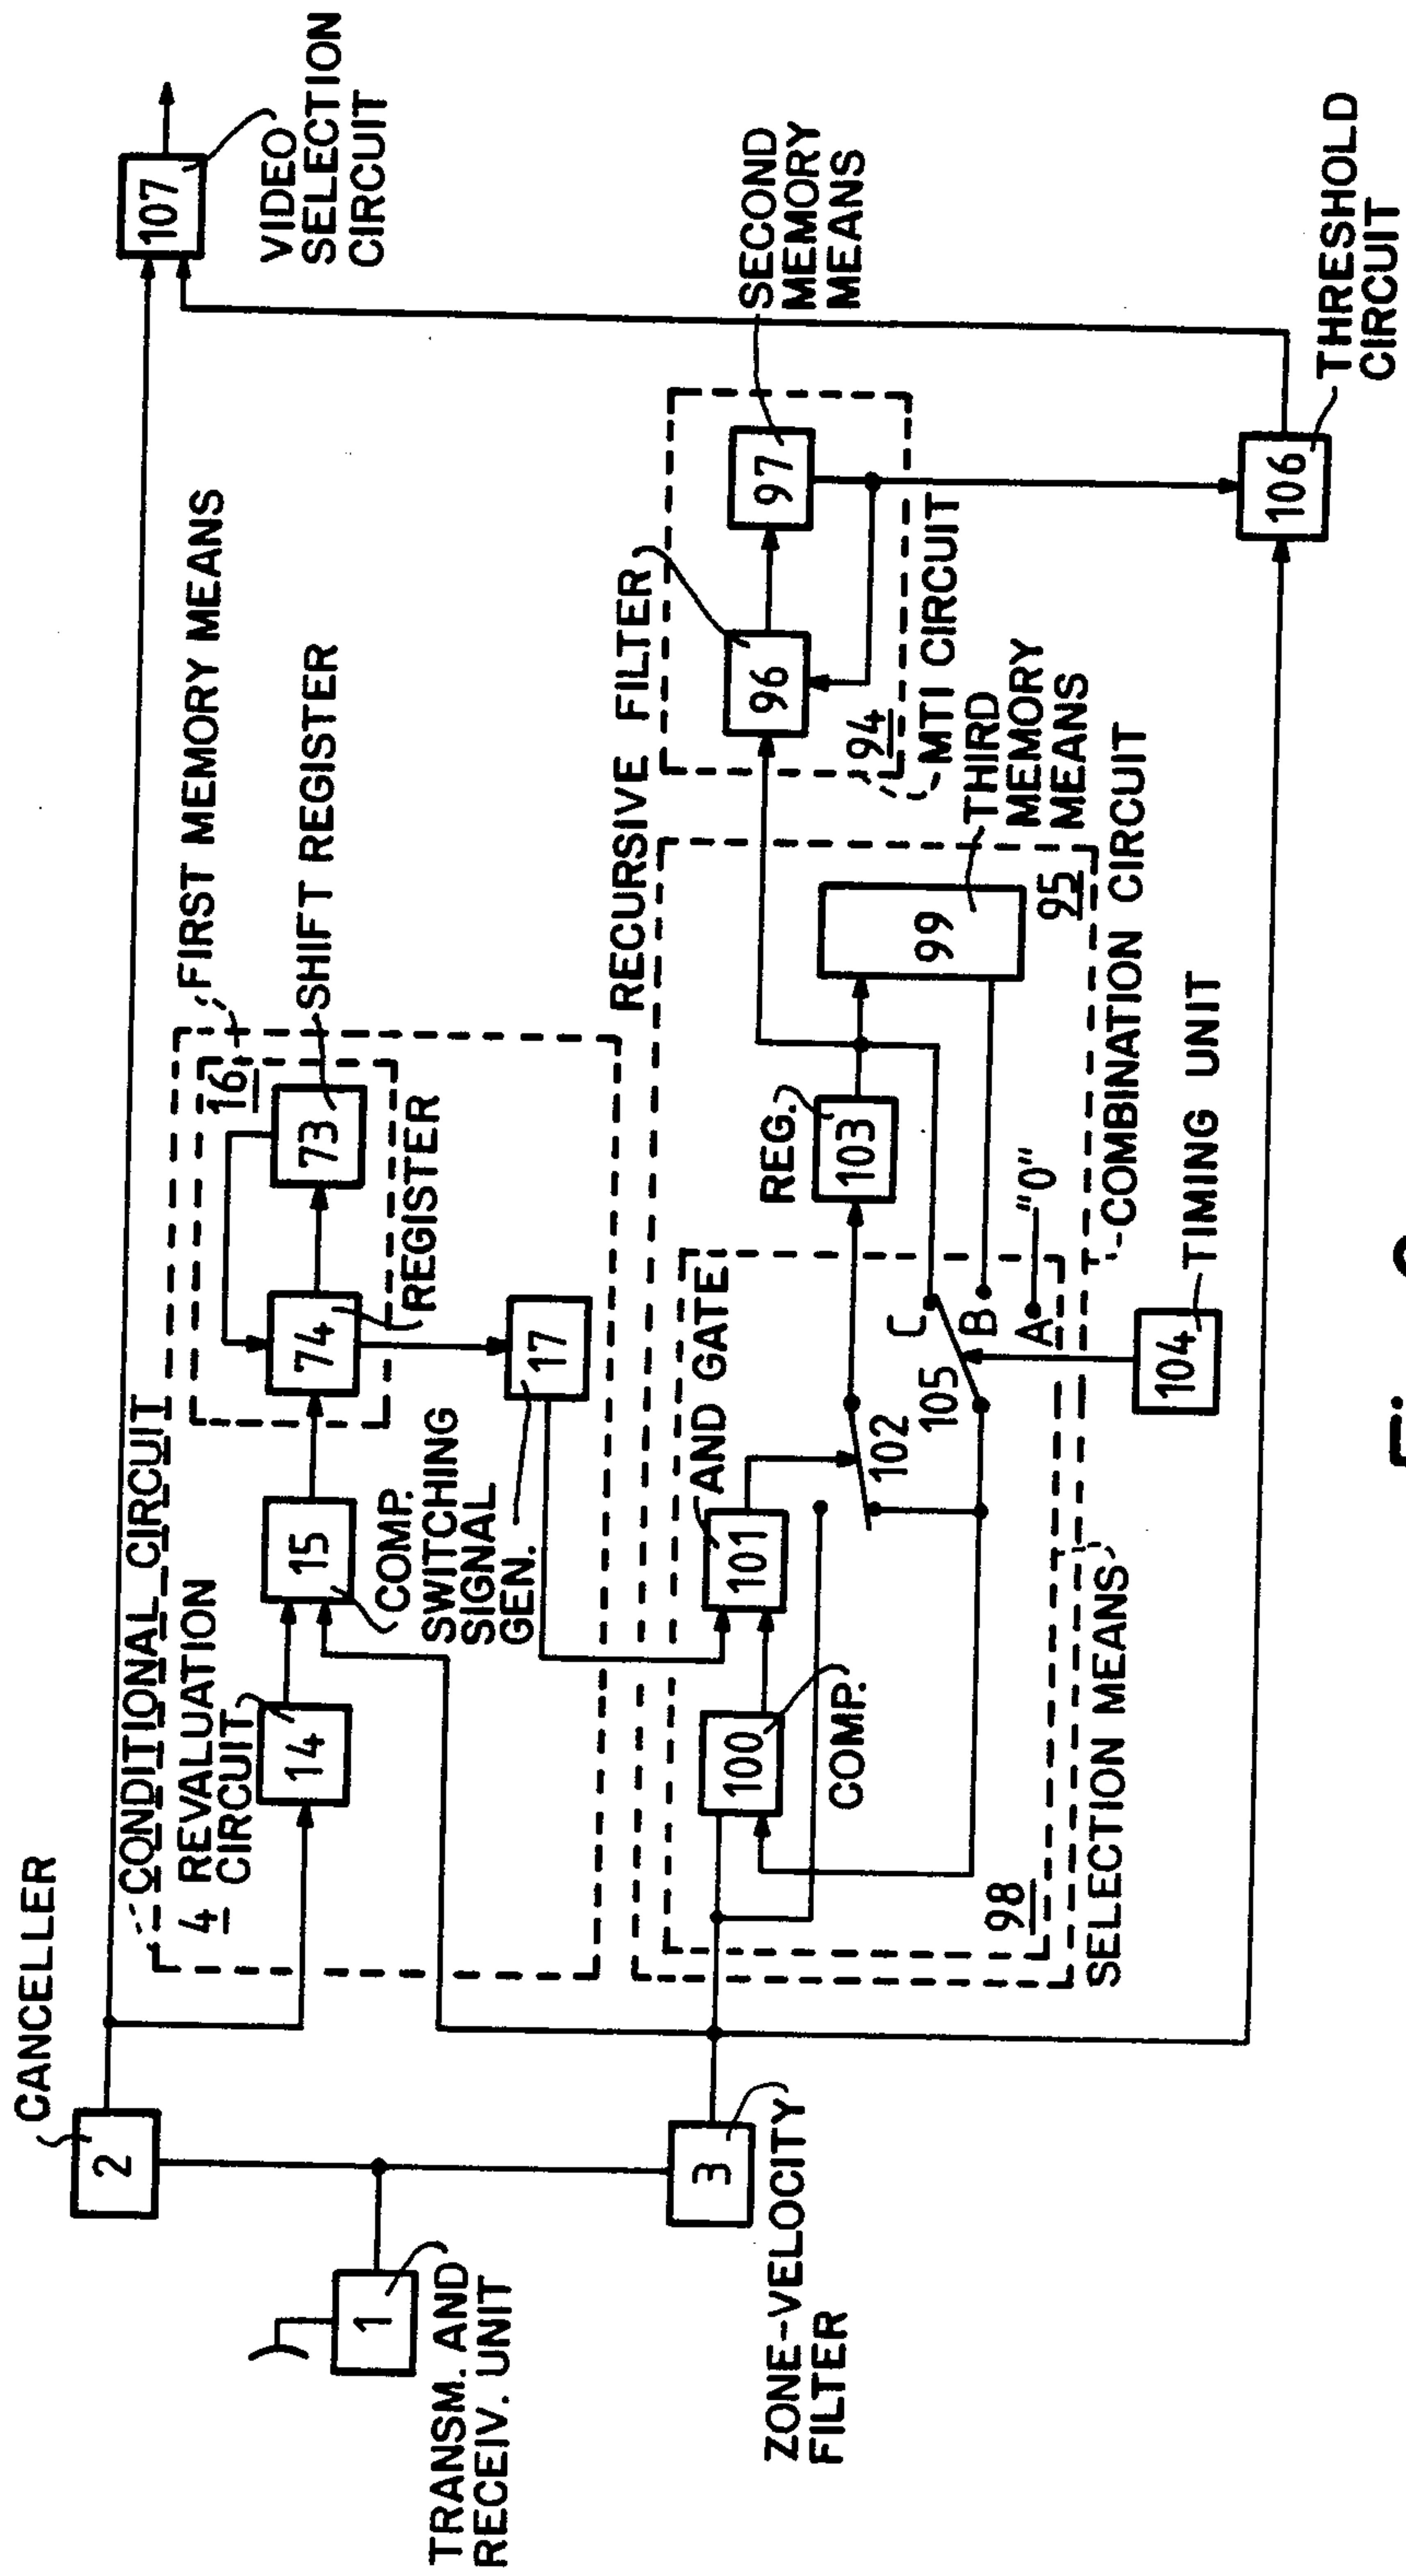 CANCELLER
2
TRANSM. AND
RECEIV. UNIT
1
ZONE-VELOCITY
FILTER
3
CONDITIONAL CIRCUIT
4
REVALUATION
CIRCUIT
14
15
COMP.
SWITCHING
SIGNAL
GEN.
17
74
REGISTER
73
SHIFT REGISTER
16
FIRST MEMORY MEANS
107
VIDEO
SELECTION
CIRCUIT
RECURSIVE FILTER
96
97
SECOND
MEMORY
MEANS
94
MTI CIRCUIT
100
COMP.
101
AND GATE
102
105
C
B
A
"0"
103
REG.
99
THIRD
MEMORY
MEANS
95
COMBINATION CIRCUIT
98
SELECTION MEANS
104
TIMING UNIT
106
THRESHOLD
CIRCUIT